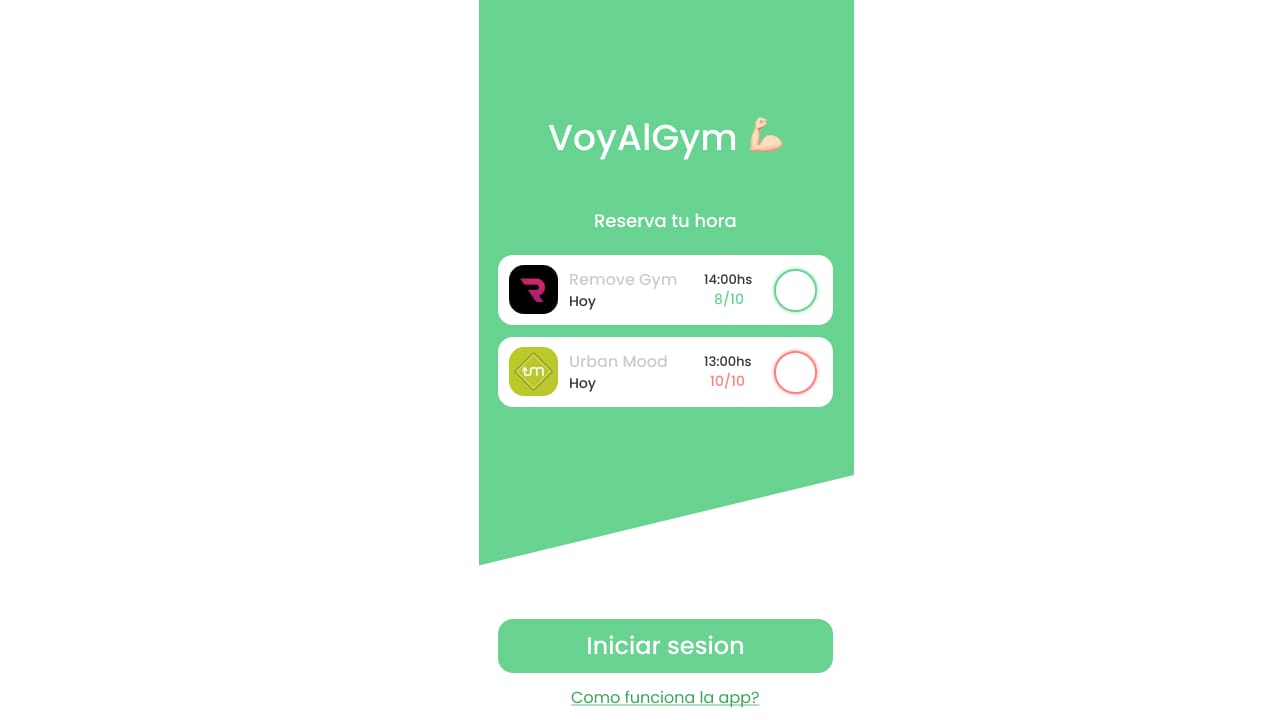 VoyAlGym 💪🏻
Reserva tu hora
Remove Gym 14:00hs
Hoy 8/10
Urban Mood 13:00hs
Hoy 10/10
Iniciar sesion
Como funciona la app?